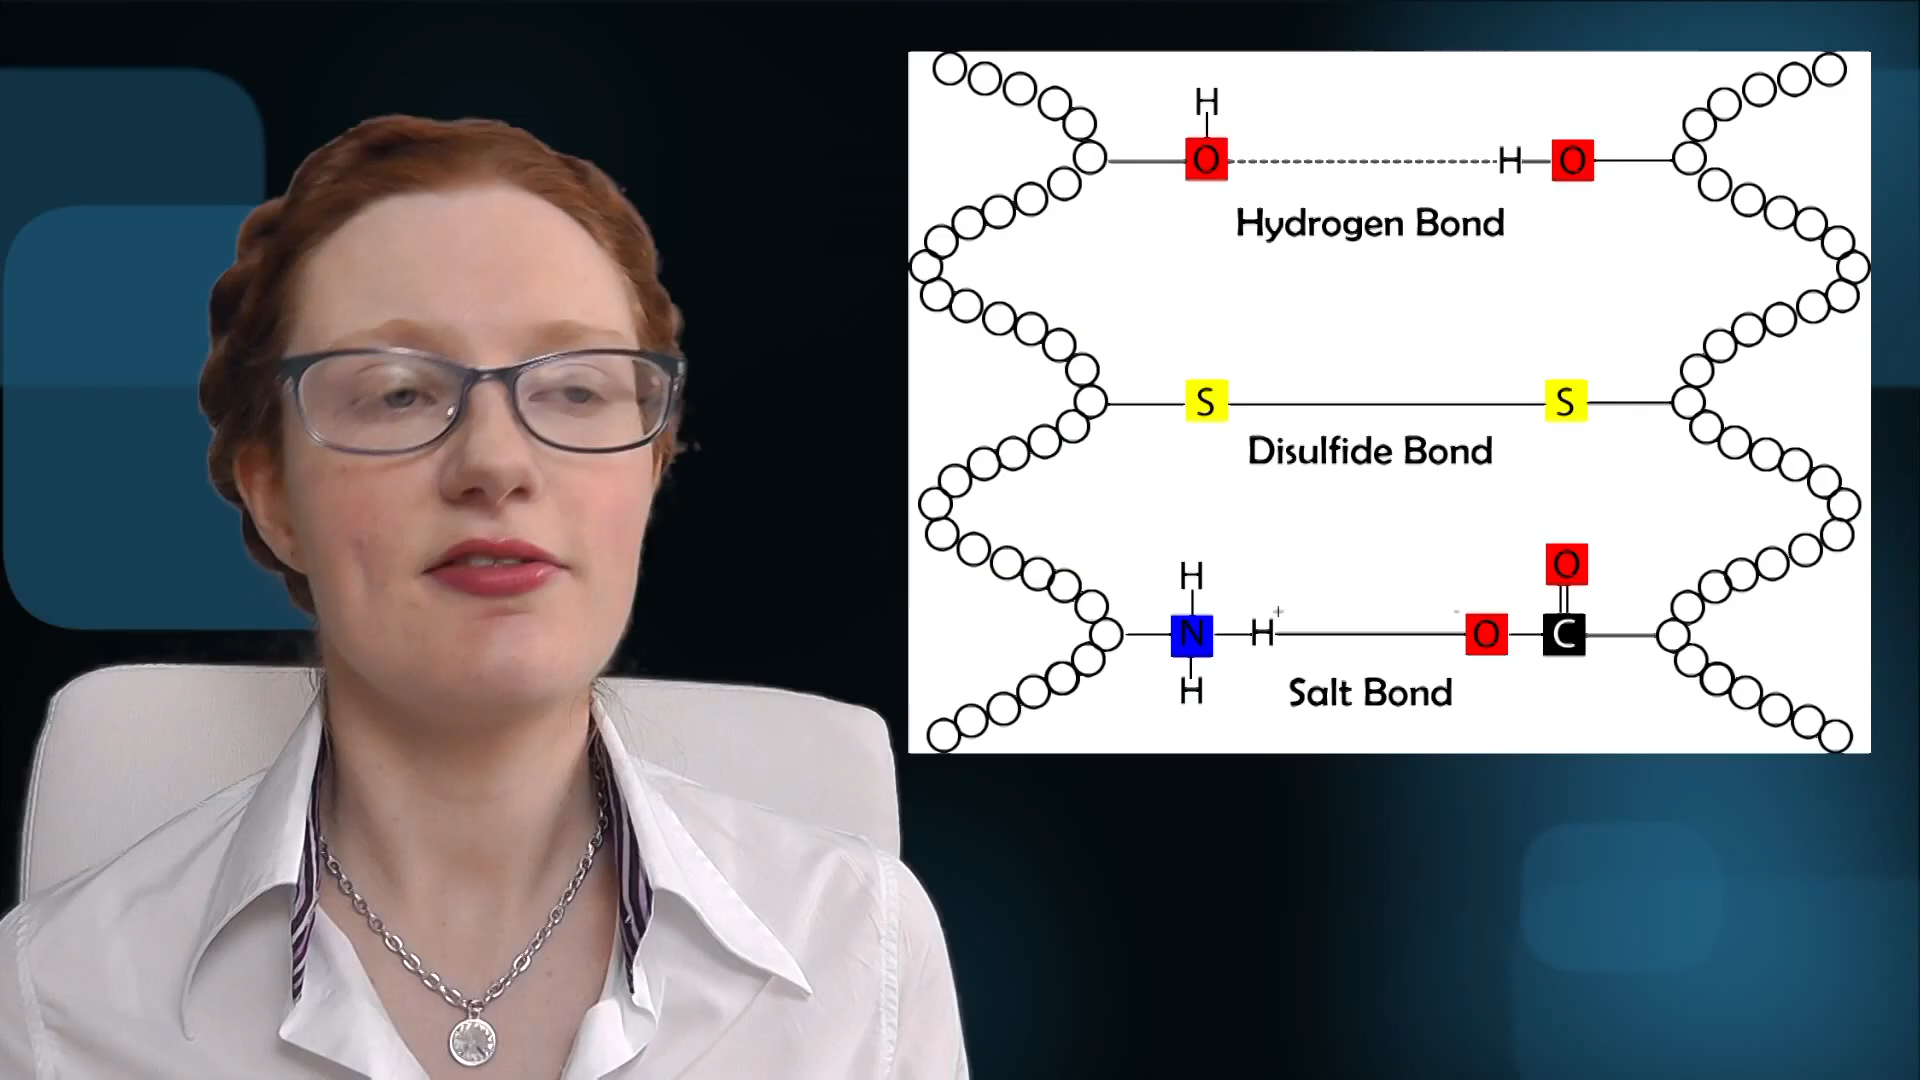 H
O H O
Hydrogen Bond
S S
Disulfide Bond
O
H
N H + - O C
H
Salt Bond